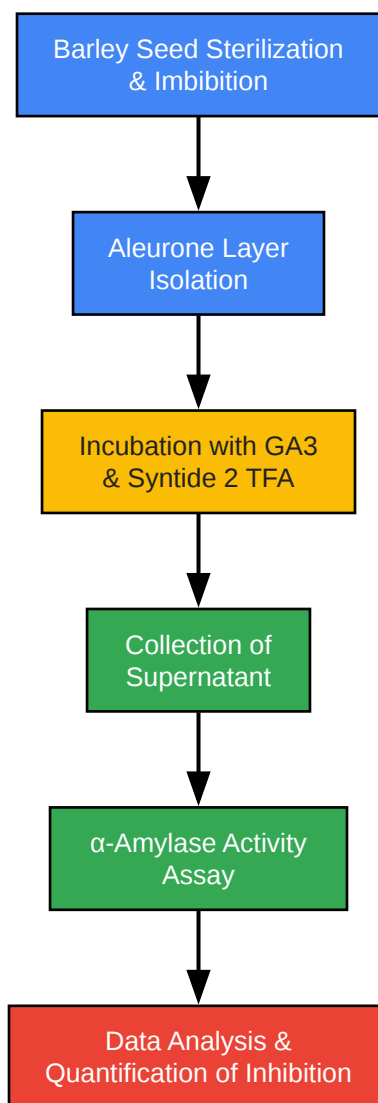 Barley Seed Sterilization
& Imbibition
Aleurone Layer
Isolation
Incubation with GA3
& Syntide 2 TFA
Collection of
Supernatant
α-Amylase Activity
Assay
Data Analysis &
Quantification of Inhibition